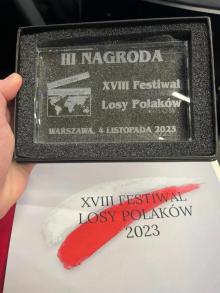 III NAGRODA
XVIII Festiwal
Losy Polaków
WARSZAWA, 4 LISTOPADA 2023
XVIII FESTIWAL
LOSY POLAKÓW
2023